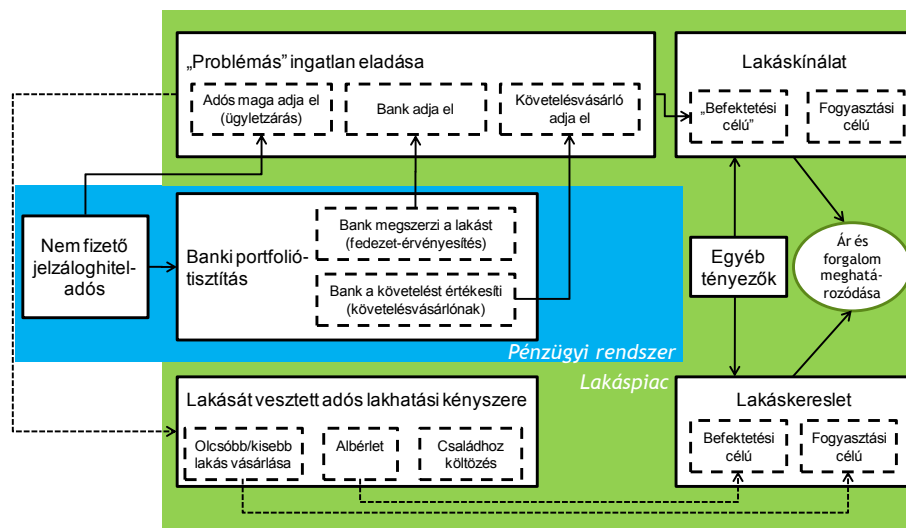 „Problémás” ingatlan eladása
Adós maga adja el
(ügyletzárás)
Bank adja el
Követelésvásárló
adja el
Lakáskínálat
„Befektetési
célú”
Fogyasztási
célú
Nem fizető
jelzáloghitel-
adós
Banki portfolió-
tisztítás
Bank megszerzi a lakást
(fedezet-érvényesítés)
Bank a követelést értékesíti
(követelésvásárlónak)
Egyéb
tényezők
Ár és
forgalom
meghatá-
rozódása
Pénzügyi rendszer
Lakáspiac
Lakását vesztett adós lakhatási kényszere
Olcsóbb/kisebb
lakás vásárlása
Albérlet
Családhoz
költözés
Lakáskereslet
Befektetési
célú
Fogyasztási
célú